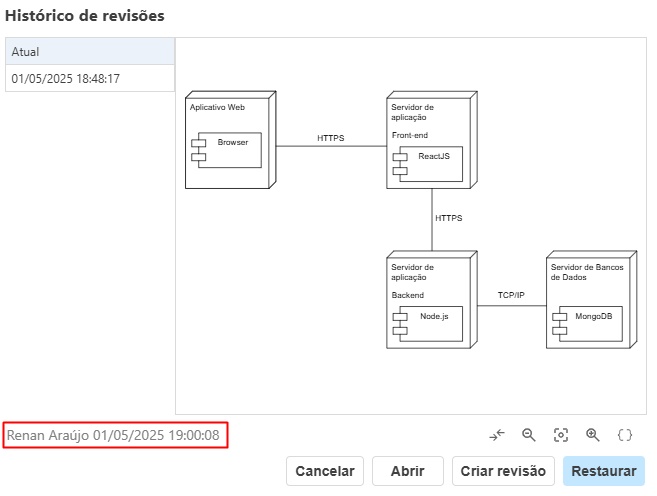 Histórico de revisões
Atual
01/05/2025 18:48:17
Aplicativo Web
Browser
HTTPS
Servidor de
aplicação
Front-end
ReactJS
HTTPS
Servidor de
aplicação
Backend
Node.js
TCP/IP
Servidor de Bancos
de Dados
MongoDB
Renan Araújo 01/05/2025 19:00:08
Cancelar
Abrir
Criar revisão
Restaurar